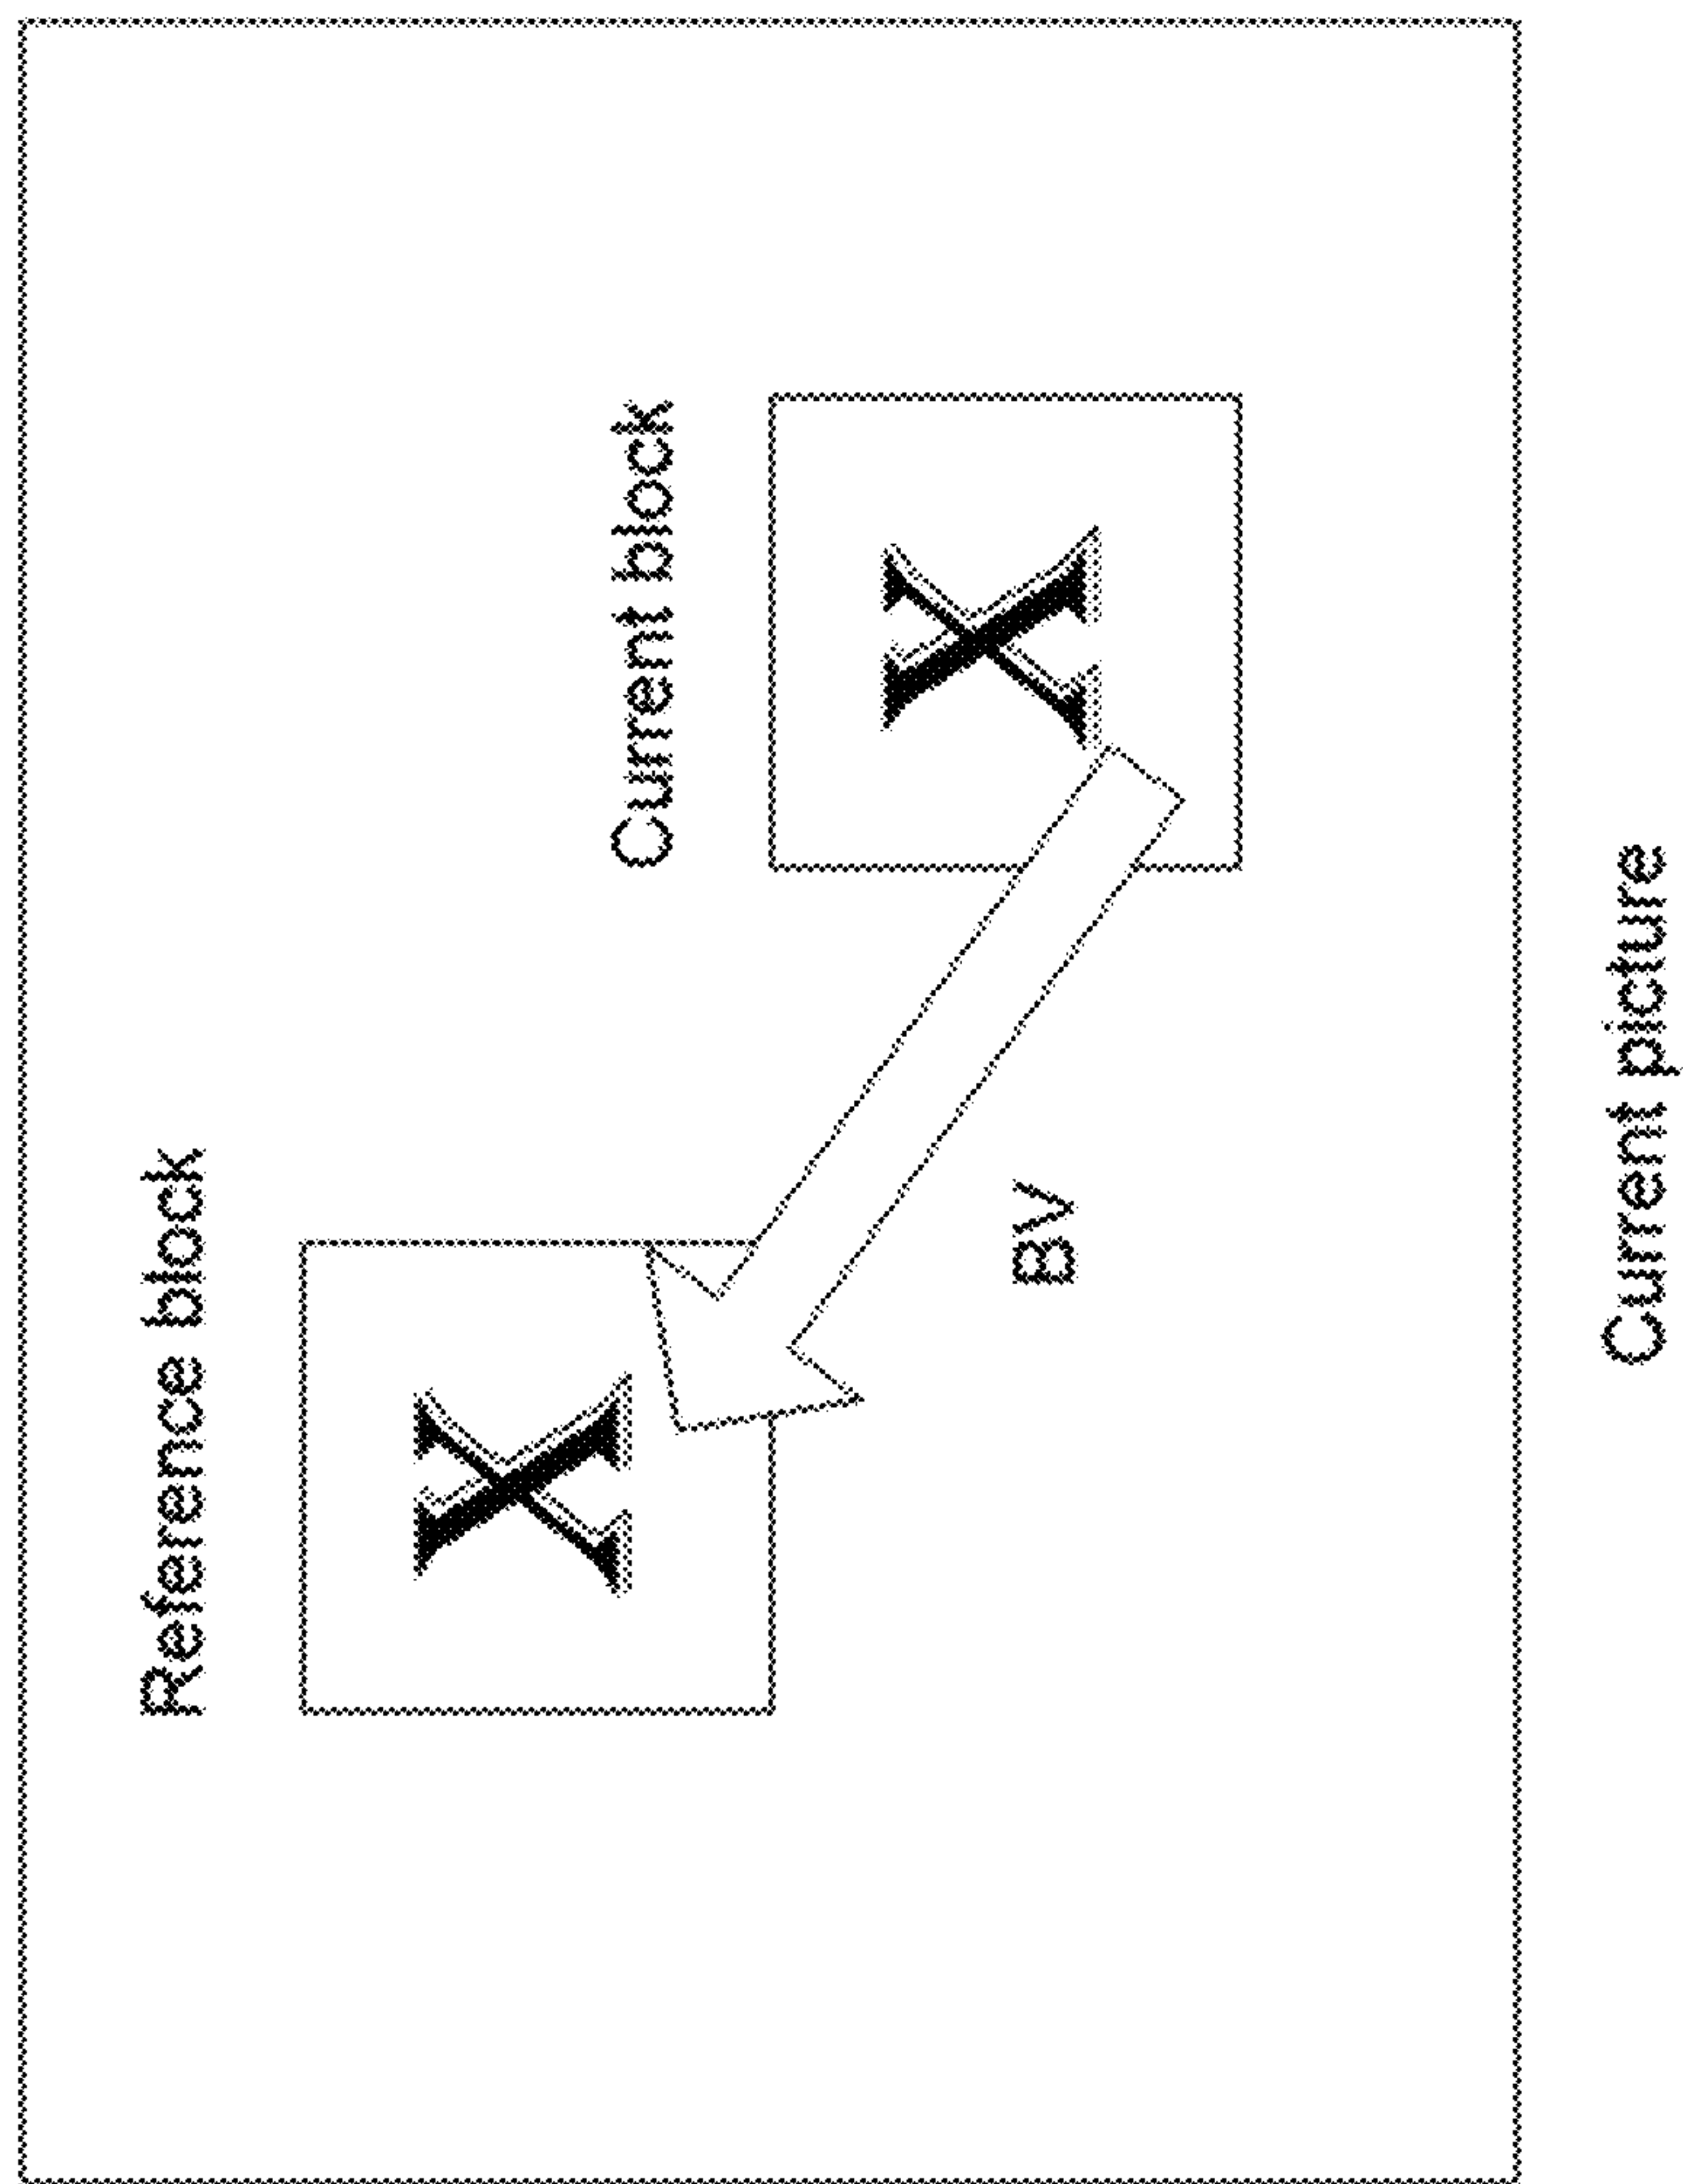 Reference block
Current block
X
X
BV
Current picture